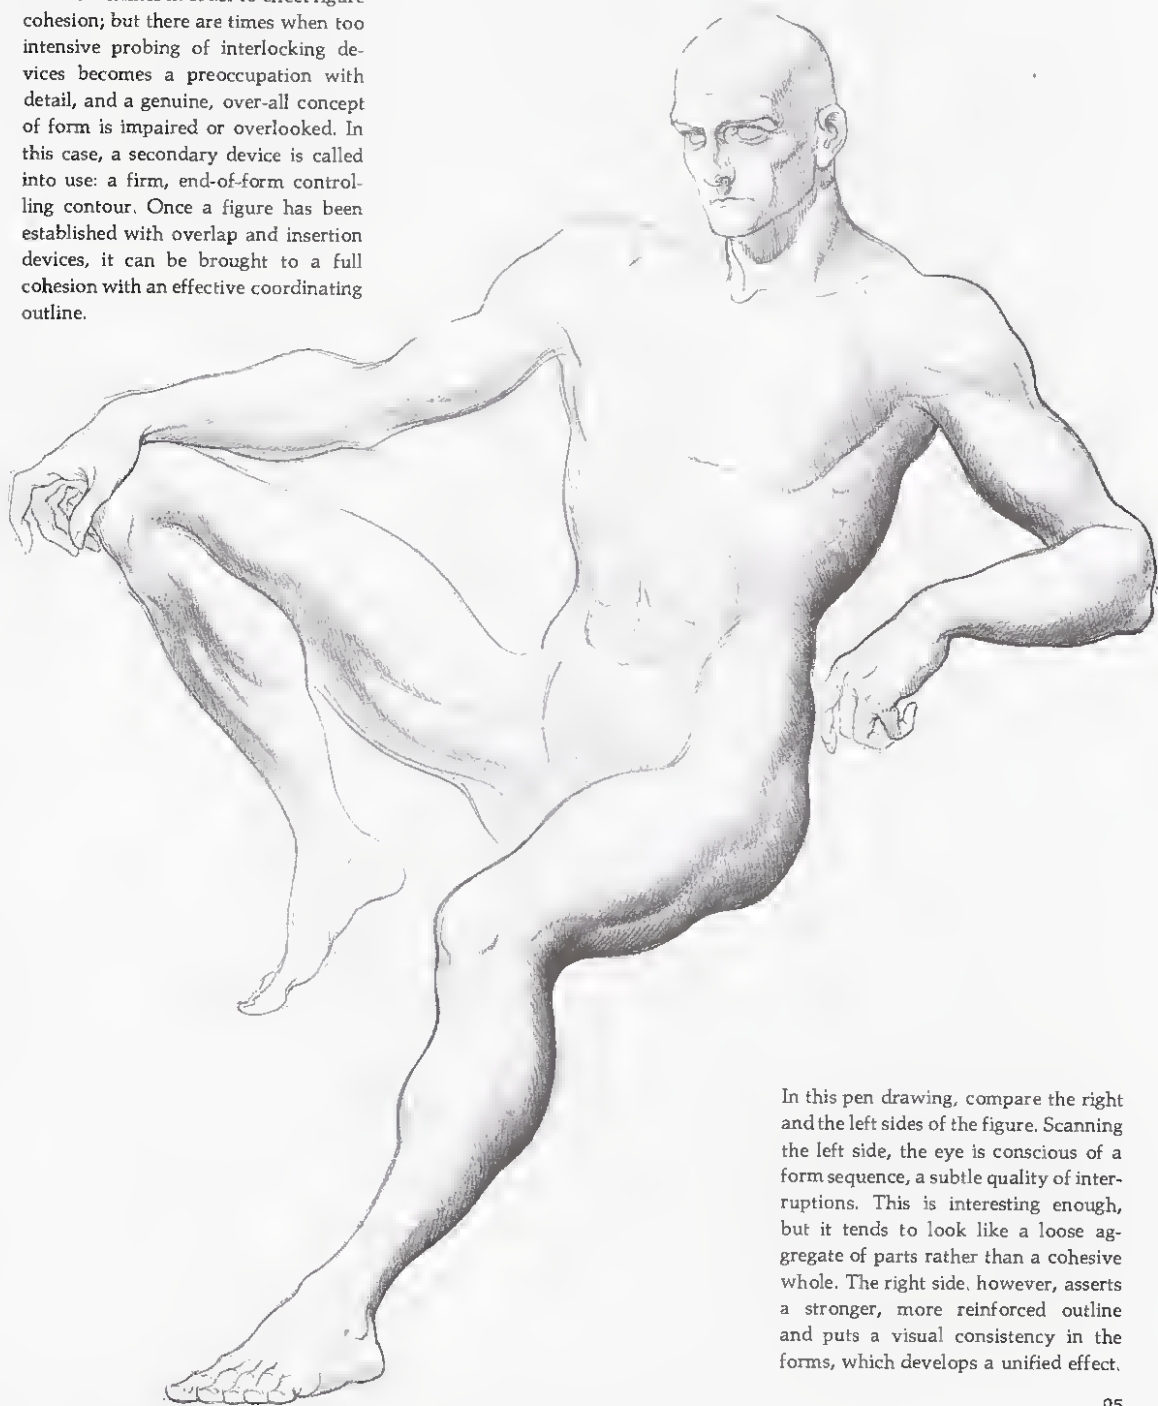 cohesion; but there are times when too
intensive probing of interlocking de-
vices becomes a preoccupation with
detail, and a genuine, over-all concept
of form is impaired or overlooked. In
this case, a secondary device is called
into use: a firm, end-of-form control-
ling contour. Once a figure has been
established with overlap and insertion
devices, it can be brought to a full
cohesion with an effective coordinating
outline.
In this pen drawing, compare the right
and the left sides of the figure. Scanning
the left side, the eye is conscious of a
form sequence, a subtle quality of inter-
ruptions. This is interesting enough,
but it tends to look like a loose ag-
gregate of parts rather than a cohesive
whole. The right side, however, asserts
a stronger, more reinforced outline
and puts a visual consistency in the
forms, which develops a unified effect.